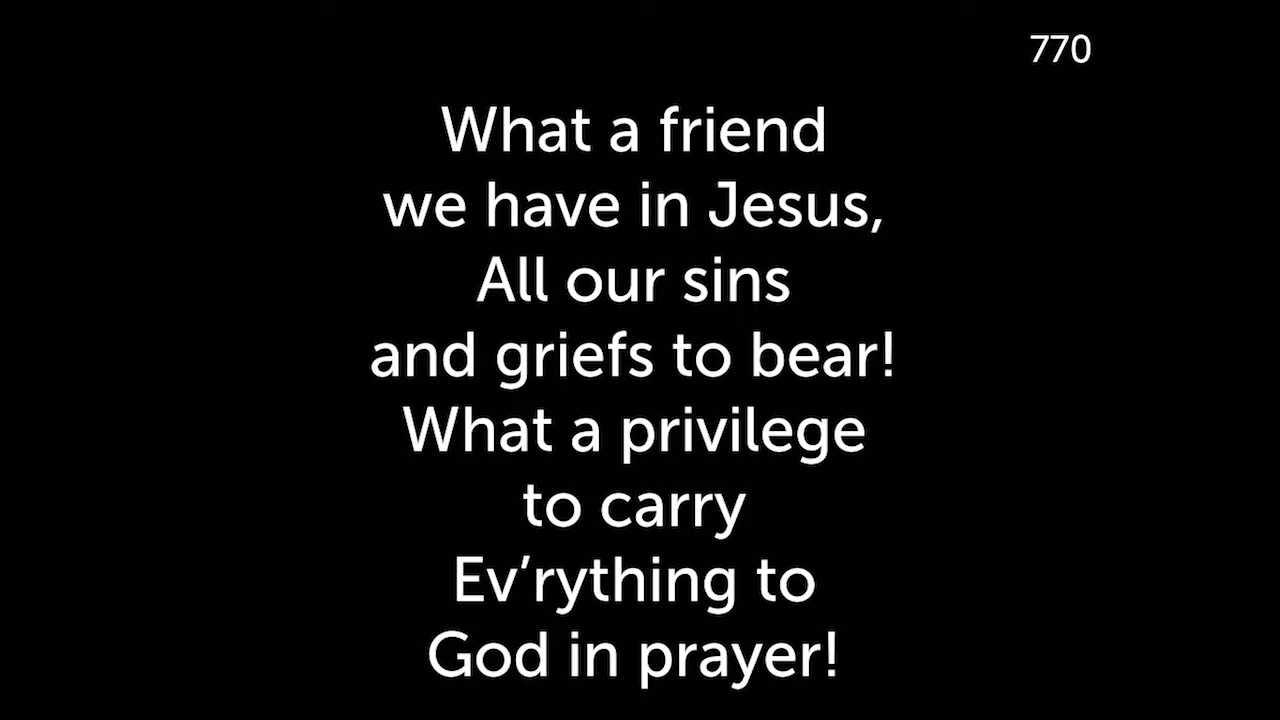 770
What a friend
we have in Jesus,
All our sins
and griefs to bear!
What a privilege
to carry
Ev’rything to
God in prayer!